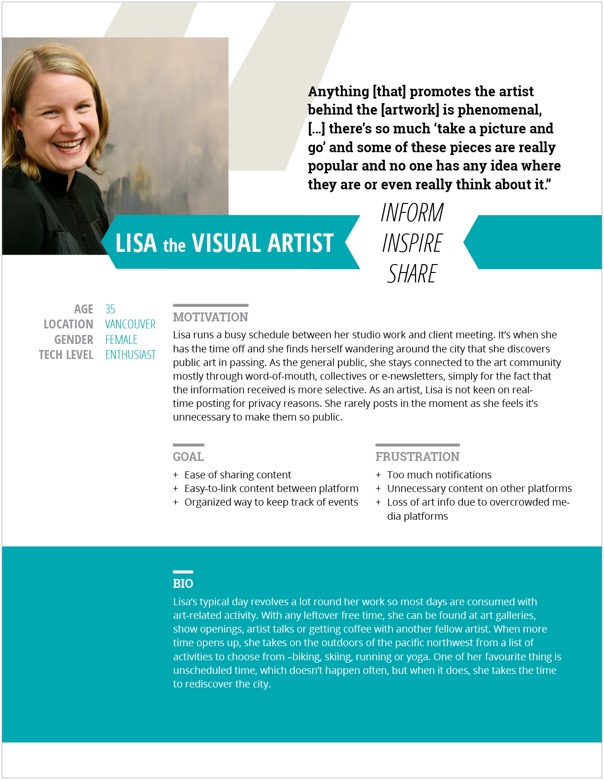 Anything [that] promotes the artist
behind the [artwork] is phenomenal,
[...] there's so much 'take a picture and
go' and some of these pieces are really
popular and no one has any idea where
they are or even really think about it."
LISA the VISUAL ARTIST
INFORM
INSPIRE
SHARE
AGE 35
LOCATION VANCOUVER
GENDER FEMALE
TECH LEVEL ENTHUSIAST
MOTIVATION
Lisa runs a busy schedule between her studio work and client meeting. It's when she
has the time off and she finds herself wandering around the city that she discovers
public art in passing. As the general public, she stays connected to the art community
mostly through word-of-mouth, collectives or e-newsletters, simply for the fact that
the information received is more selective. As an artist, Lisa is not keen on real-
time posting for privacy reasons. She rarely posts in the moment as she feels it's
unnecessary to make them so public.
GOAL
+ Ease of sharing content
+ Easy-to-link content between platform
+ Organized way to keep track of events
FRUSTRATION
+ Too much notifications
+ Unnecessary content on other platforms
+ Loss of art info due to overcrowded me-
dia platforms
BIO
Lisa's typical day revolves a lot round her work so most days are consumed with
art-related activity. With any leftover free time, she can be found at art galleries,
show openings, artist talks or getting coffee with another fellow artist. When more
time opens up, she takes on the outdoors of the pacific northwest from a list of
activities to choose from –biking, skiing, running or yoga. One of her favourite thing is
unscheduled time, which doesn't happen often, but when it does, she takes the time
to rediscover the city.